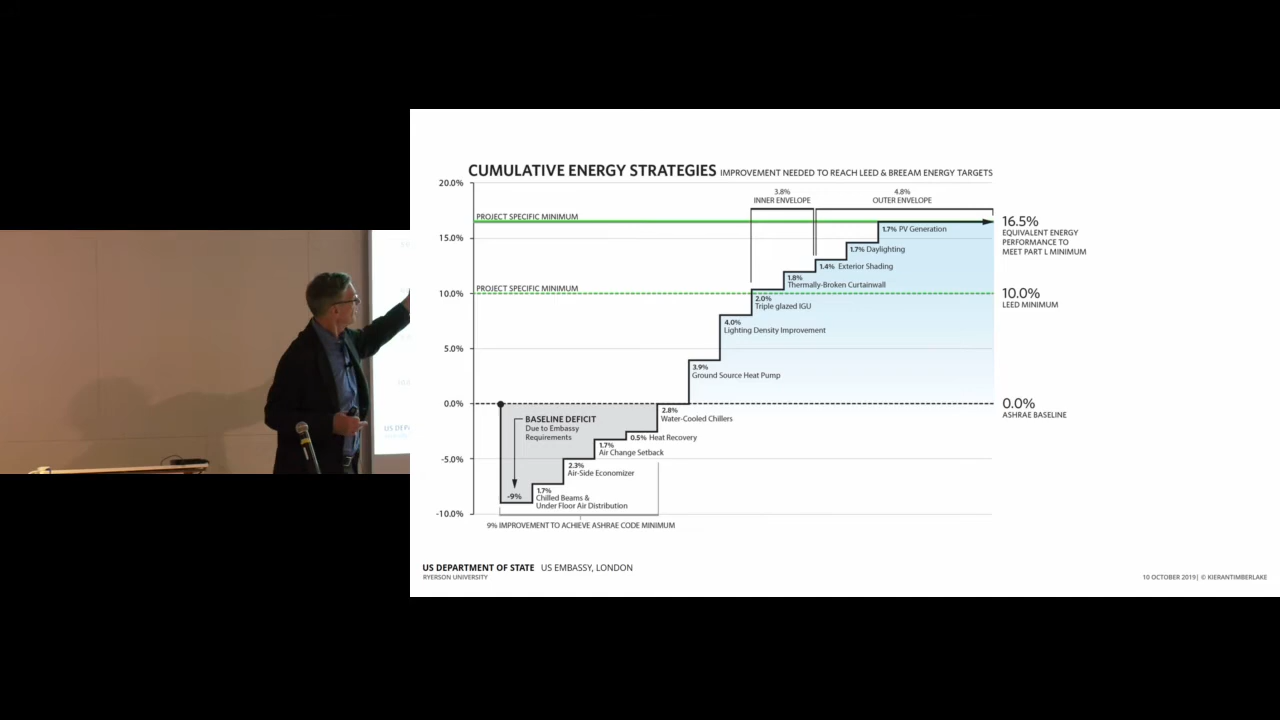 CUMULATIVE ENERGY STRATEGIES IMPROVEMENT NEEDED TO REACH LEED & BREEAM ENERGY TARGETS
20.0%
3.8%
INNER ENVELOPE
4.8%
OUTER ENVELOPE
PROJECT SPECIFIC MINIMUM
16.5%
EQUIVALENT ENERGY
PERFORMANCE TO
MEET PART L MINIMUM
1.7% PV Generation
15.0%
1.7% Daylighting
1.4% Exterior Shading
1.8%
Thermally-Broken Curtainwall
PROJECT SPECIFIC MINIMUM
10.0%
10.0%
LEED MINIMUM
2.0%
Triple glazed IGU
4.0%
Lighting Density Improvement
5.0%
3.9%
Ground Source Heat Pump
0.0%
0.0%
ASHRAE BASELINE
2.8%
Water-Cooled Chillers
BASELINE DEFICIT
Due to Embassy
Requirements
0.5% Heat Recovery
1.7%
Air Change Setback
-5.0%
2.3%
Air-Side Economizer
-9%
1.7%
Chilled Beams &
Under Floor Air Distribution
-10.0%
9% IMPROVEMENT TO ACHIEVE ASHRAE CODE MINIMUM
US DEPARTMENT OF STATE US EMBASSY, LONDON
RYERSON UNIVERSITY
10 OCTOBER 2019| © KIERANTIMBERLAKE
US DEP